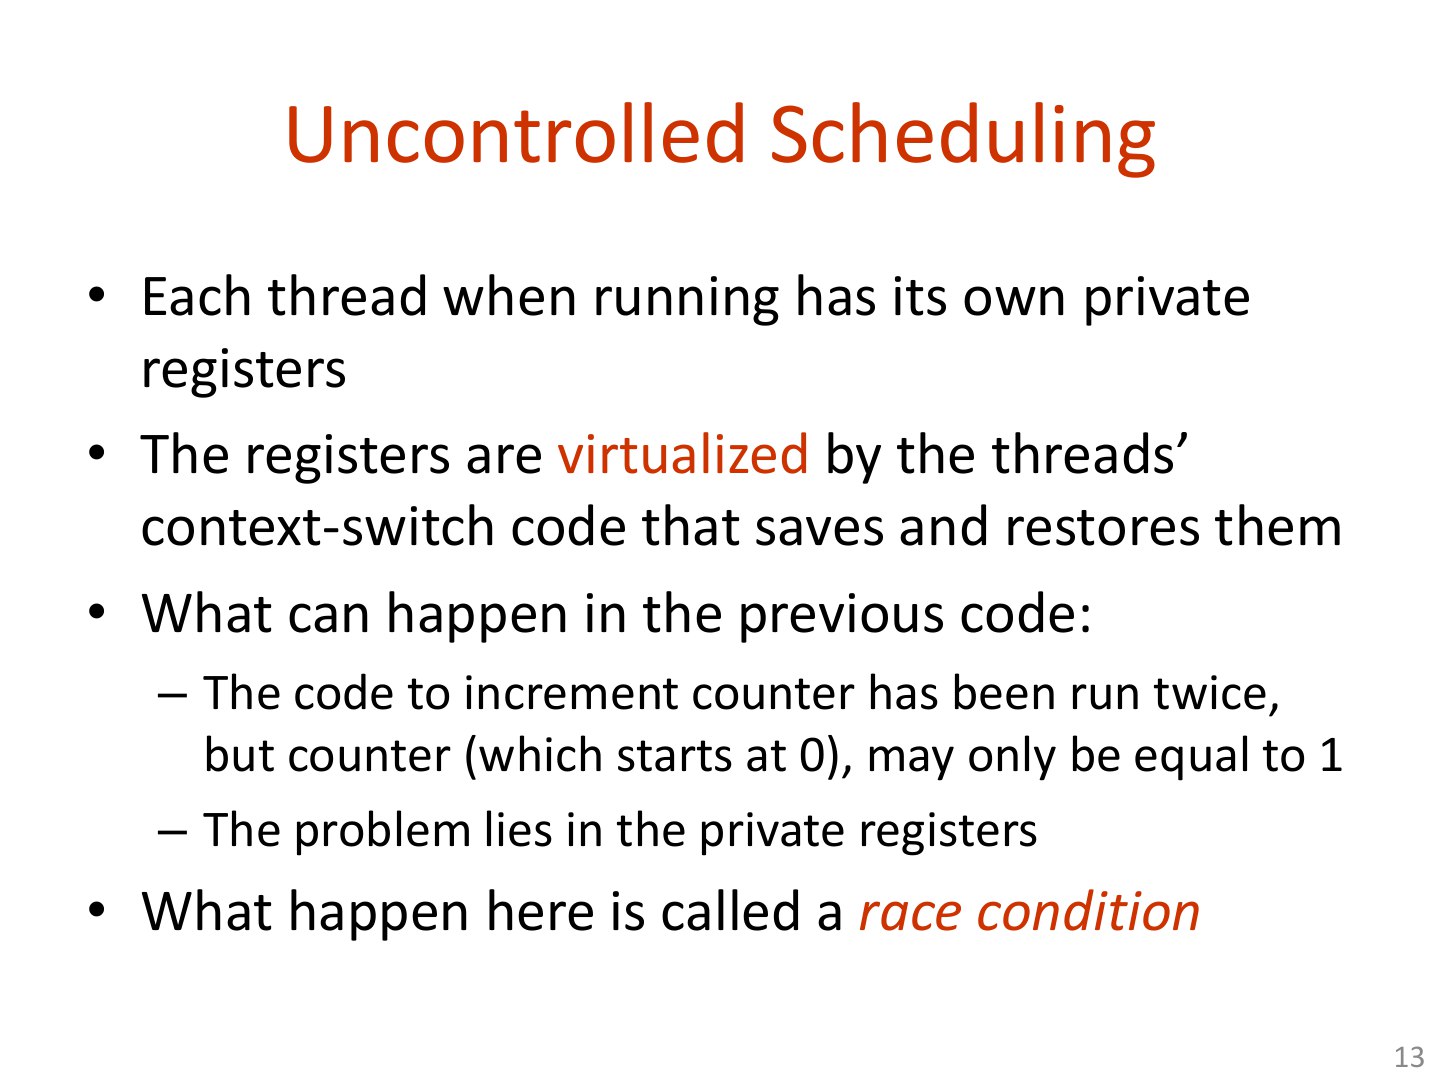 Uncontrolled Scheduling
• Each thread when running has its own private
registers
• The registers are virtualized by the threads’
context-switch code that saves and restores them
• What can happen in the previous code:
– The code to increment counter has been run twice,
but counter (which starts at 0), may only be equal to 1
– The problem lies in the private registers
• What happen here is called a race condition
13